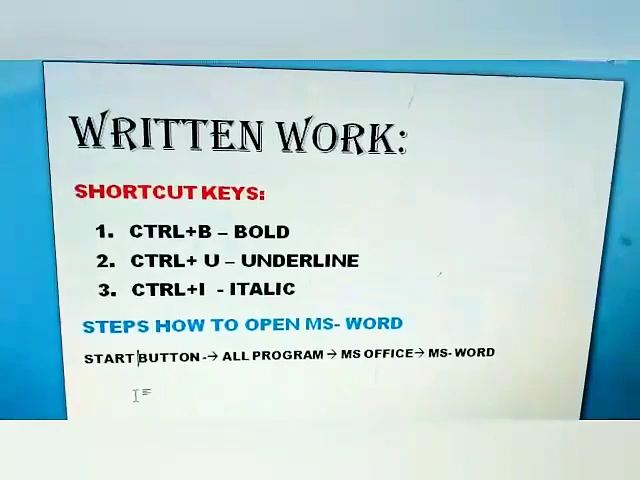 WRITTEN WORK:
SHORTCUT KEYS:
1. CTRL+B – BOLD
2. CTRL+ U – UNDERLINE
3. CTRL+I - ITALIC
STEPS HOW TO OPEN MS- WORD
START BUTTON -→ ALL PROGRAM → MS OFFICE→ MS- WORD